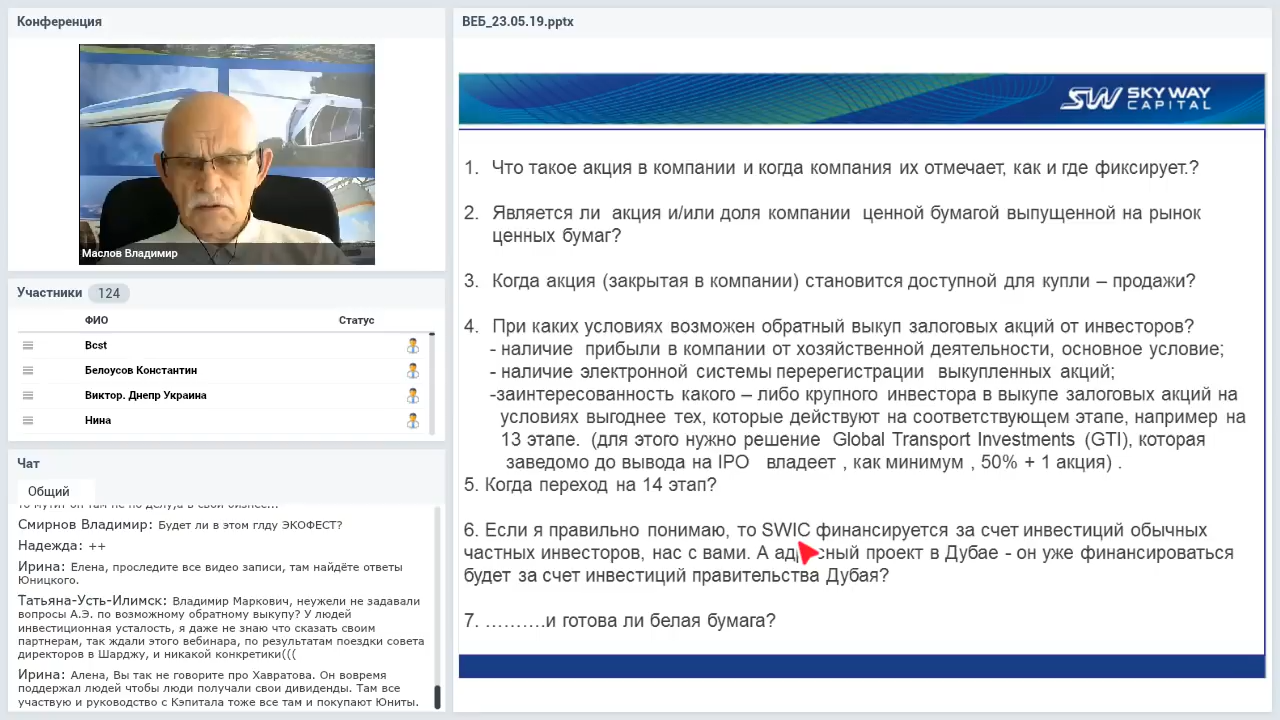 Конференция
Маслов Владимир
Участники 124
ФИО Статус
Bcst
Белоусов Константин
Виктор. Днепр Украина
Нина
Чат
Общий
Смирнов Владимир: Будет ли в этом глду ЭКОФЕСТ?
Надежда: ++
Ирина: Елена, проследите все видео записи, там найдёте ответы
Юницкого.
Татьяна-Усть-Илимск: Владимир Маркович, неужели не задавали
вопросы А.Э. по возможному обратному выкупу? У людей
инвестиционная усталость, я даже не знаю что сказать своим
партнерам, так ждали этого вебинара, по результатам поездки совета
директоров в Шарджу, и никакой конкретики(((
Ирина: Алена, Вы так не говорите про Хавратова. Он вовремя
поддержал людей чтобы люди получали свои дивиденды. Там все
участвую и руководство с Кэпитала тоже все там и покупают Юниты.
ВЕБ_23.05.19.pptx
SW SKY WAY
CAPITAL
1. Что такое акция в компании и когда компания их отмечает, как и где фиксирует.?
2. Является ли акция и/или доля компании ценной бумагой выпущенной на рынок
ценных бумаг?
3. Когда акция (закрытая в компании) становится доступной для купли – продажи?
4. При каких условиях возможен обратный выкуп залоговых акций от инвесторов?
- наличие прибыли в компании от хозяйственной деятельности, основное условие;
- наличие электронной системы перерегистрации выкупленных акций;
-заинтересованность какого – либо крупного инвестора в выкупе залоговых акций на
условиях выгоднее тех, которые действуют на соответствующем этапе, например на
13 этапе. (для этого нужно решение Global Transport Investments (GTI), которая
заведомо до вывода на IPO владеет , как минимум , 50% + 1 акция) .
5. Когда переход на 14 этап?
6. Если я правильно понимаю, то SWIC финансируется за счет инвестиций обычных
частных инвесторов, нас с вами. А адресный проект в Дубае - он уже финансироваться
будет за счет инвестиций правительства Дубая?
7. ……….и готова ли белая бумага?